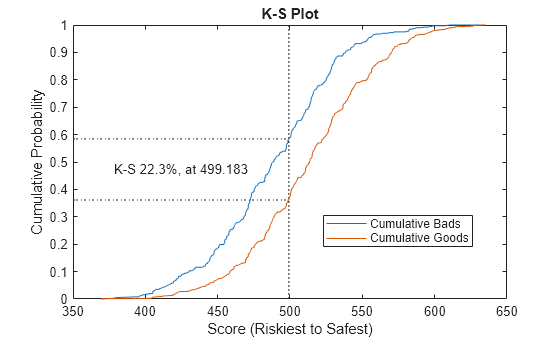 K-S Plot
Cumulative Probability
1
0.9
0.8
0.7
0.6
0.5
0.4
0.3
0.2
0.1
0
K-S 22.3%, at 499.183
Cumulative Bads
Cumulative Goods
350 400 450 500 550 600 650
Score (Riskiest to Safest)